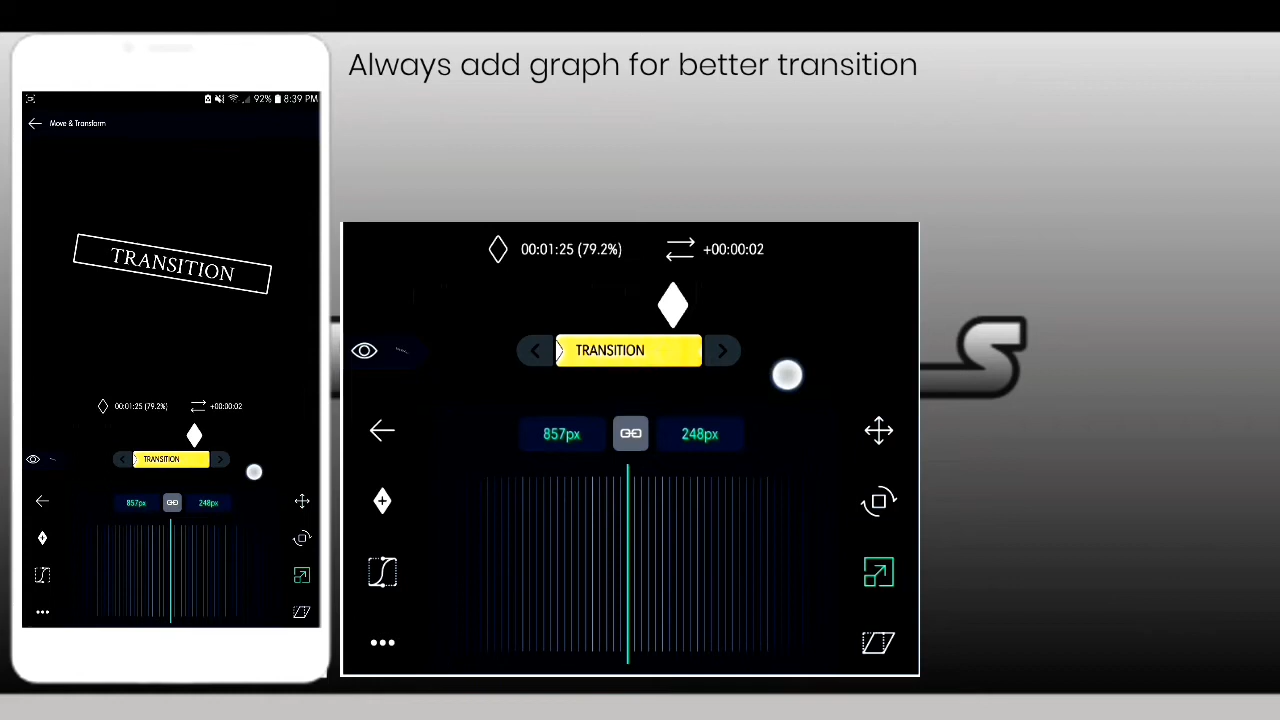 Always add graph for better transition
92% 8:39 PM
Move & Transform
TRANSITION
00:01:25 (79.2%) +00:00:02
TRANSITION
857px 248px
00:01:25 (79.2%) +00:00:02
TRANSITION
857px 248px